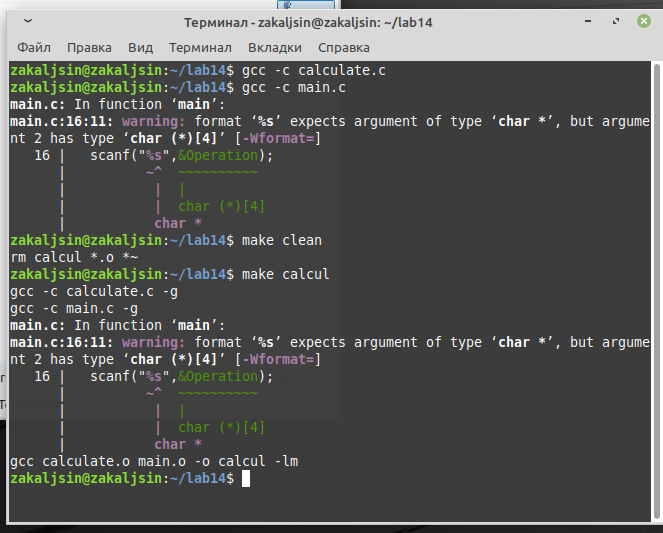 Терминал - zakaljsin@zakaljsin: ~/lab14
Файл Правка Вид Терминал Вкладки Справка
zakaljsin@zakaljsin:~/lab14$ gcc -c calculate.c
zakaljsin@zakaljsin:~/lab14$ gcc -c main.c
main.c: In function ‘main’:
main.c:16:11: warning: format ‘%s’ expects argument of type ‘char *’, but argume
nt 2 has type ‘char (*)[4]’ [-Wformat=]
   16 |   scanf("%s",&Operation);
      |          ~^  ~~~~~~~~~~
      |           |  |
      |           |  char (*)[4]
      |           char *
zakaljsin@zakaljsin:~/lab14$ make clean
rm calcul *.o *~
zakaljsin@zakaljsin:~/lab14$ make calcul
gcc -c calculate.c -g
gcc -c main.c -g
main.c: In function ‘main’:
main.c:16:11: warning: format ‘%s’ expects argument of type ‘char *’, but argume
nt 2 has type ‘char (*)[4]’ [-Wformat=]
   16 |   scanf("%s",&Operation);
      |          ~^  ~~~~~~~~~~
      |           |  |
      |           |  char (*)[4]
      |           char *
gcc calculate.o main.o -o calcul -lm
zakaljsin@zakaljsin:~/lab14$